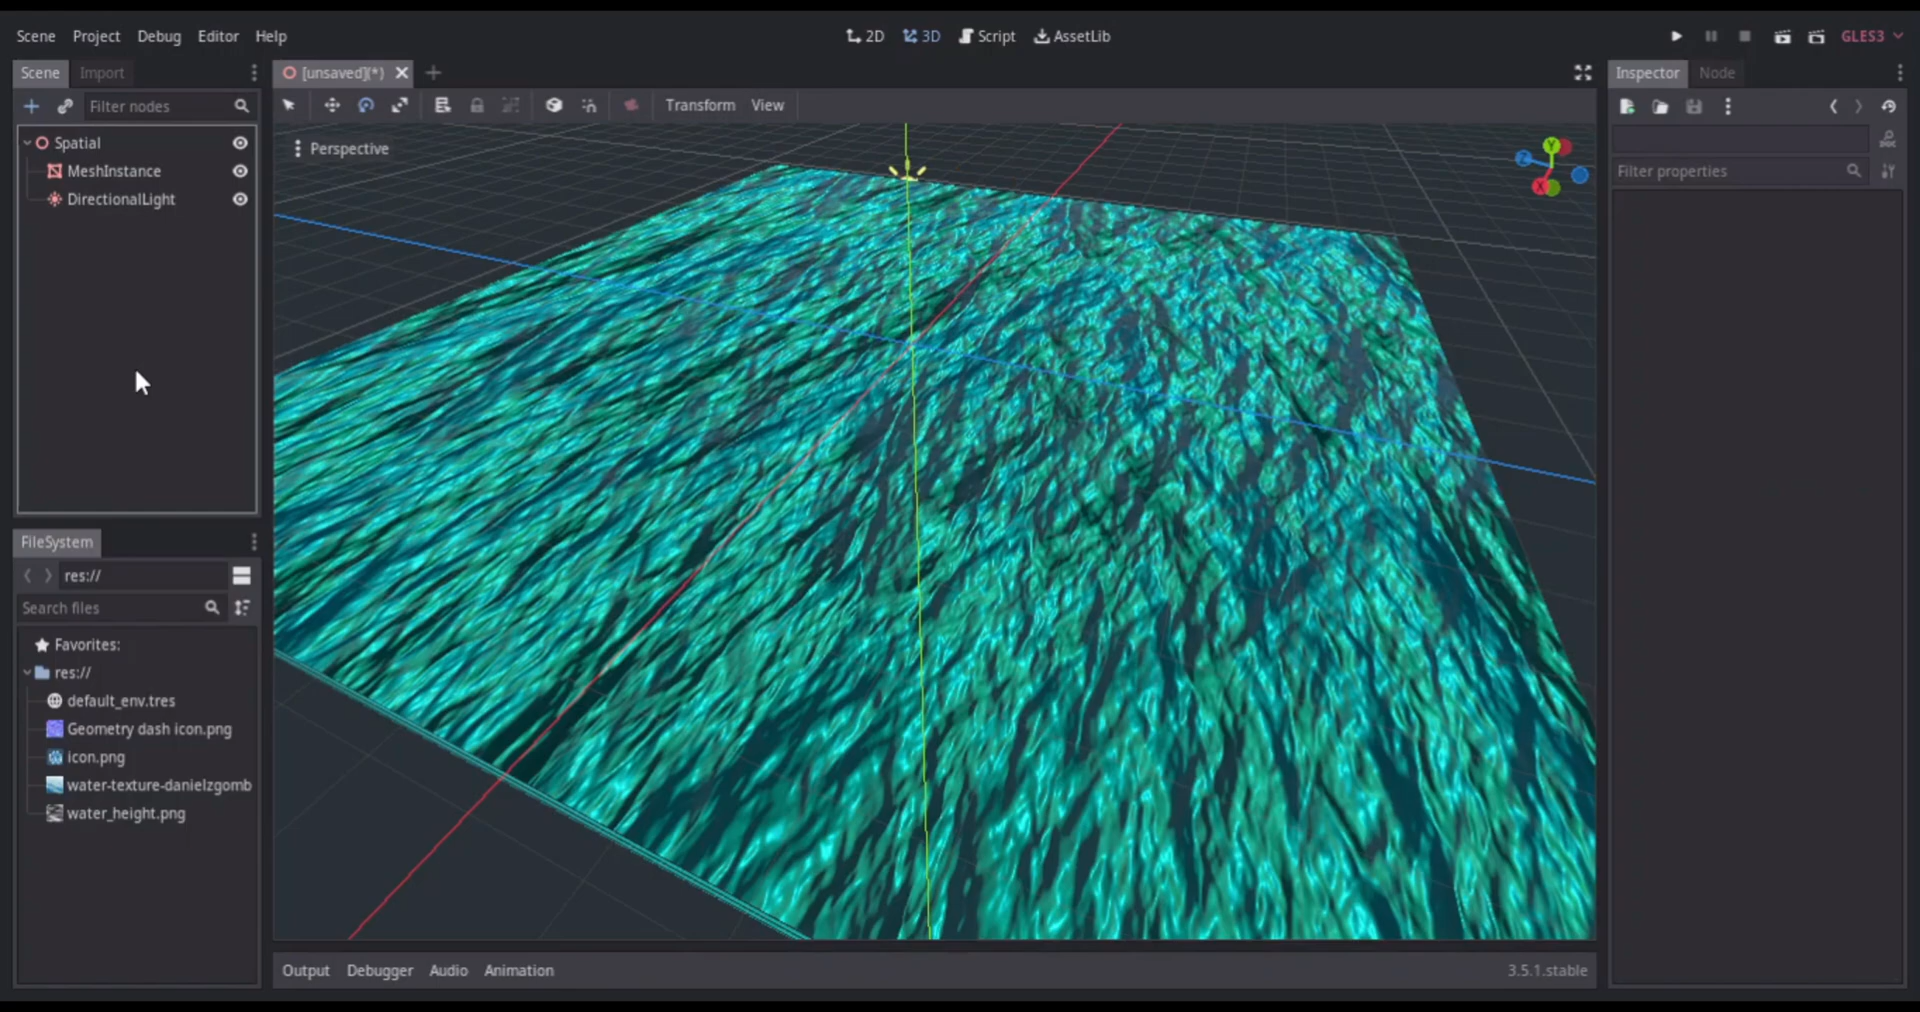 Scene Project Debug Editor Help
2D 3D Script AssetLib
GLES3
Scene Import
[unsaved](*)
Inspector Node
Filter nodes
Transform View
Spatial
MeshInstance
DirectionalLight
Perspective
Y
Z
X
DOC
Filter properties
FileSystem
res://
Search files
Favorites:
res://
default_env.tres
Geometry dash icon.png
icon.png
water-texture-danielzgomb
water_height.png
Output Debugger Audio Animation
3.5.1.stable